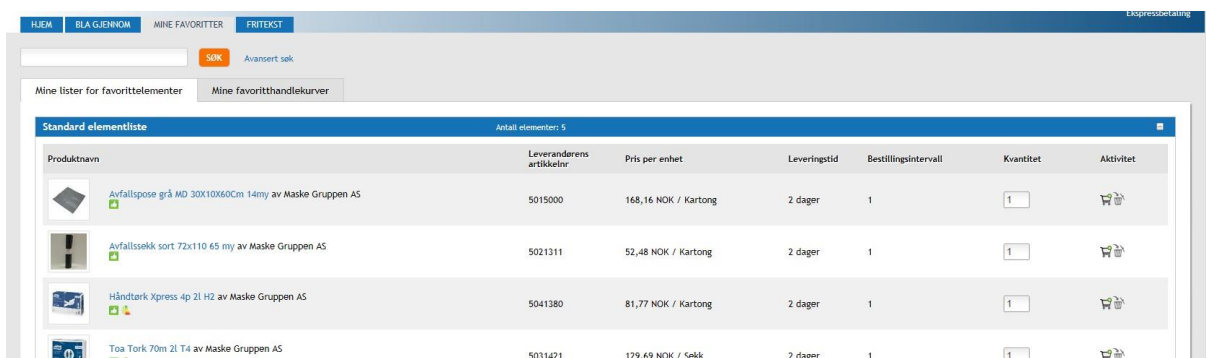 Ekspressbetaling
HJEM BLA GJENNOM MINE FAVORITTER FRITEKST
SØK Avansert søk
Mine lister for favorittelementer Mine favoritthandlekurver
Standard elementliste Antall elementer: 5
Produktnavn Leverandørens artikkelnr Pris per enhet Leveringstid Bestillingsintervall Kvantitet Aktivitet
Avfallspose grå MD 30X10X60Cm 14my av Maske Gruppen AS 5015000 168,16 NOK / Kartong 2 dager 1 1
Avfallssekk sort 72x110 65 my av Maske Gruppen AS 5021311 52,48 NOK / Kartong 2 dager 1 1
Håndtørk Xpress 4p 2l H2 av Maske Gruppen AS 5041380 81,77 NOK / Kartong 2 dager 1 1
Toa Tork 70m 2l T4 av Maske Gruppen AS 5031421 129,69 NOK / Sekk 2 dager 1 1